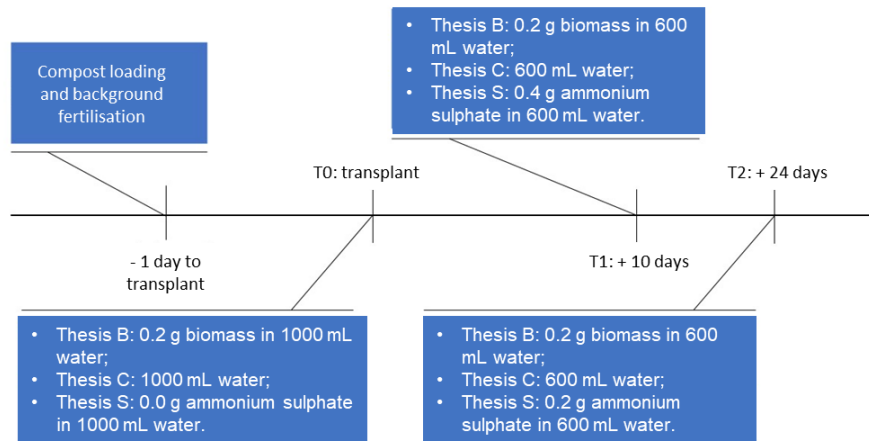 Compost loading
and background
fertilisation
• Thesis B: 0.2 g biomass in 600
mL water;
• Thesis C: 600 mL water;
• Thesis S: 0.4 g ammonium
sulphate in 600 mL water.
T0: transplant
T2: + 24 days
- 1 day to
transplant
T1: + 10 days
• Thesis B: 0.2 g biomass in 1000 mL
water;
• Thesis C: 1000 mL water;
• Thesis S: 0.0 g ammonium sulphate
in 1000 mL water.
• Thesis B: 0.2 g biomass in 600
mL water;
• Thesis C: 600 mL water;
• Thesis S: 0.2 g ammonium
sulphate in 600 mL water.